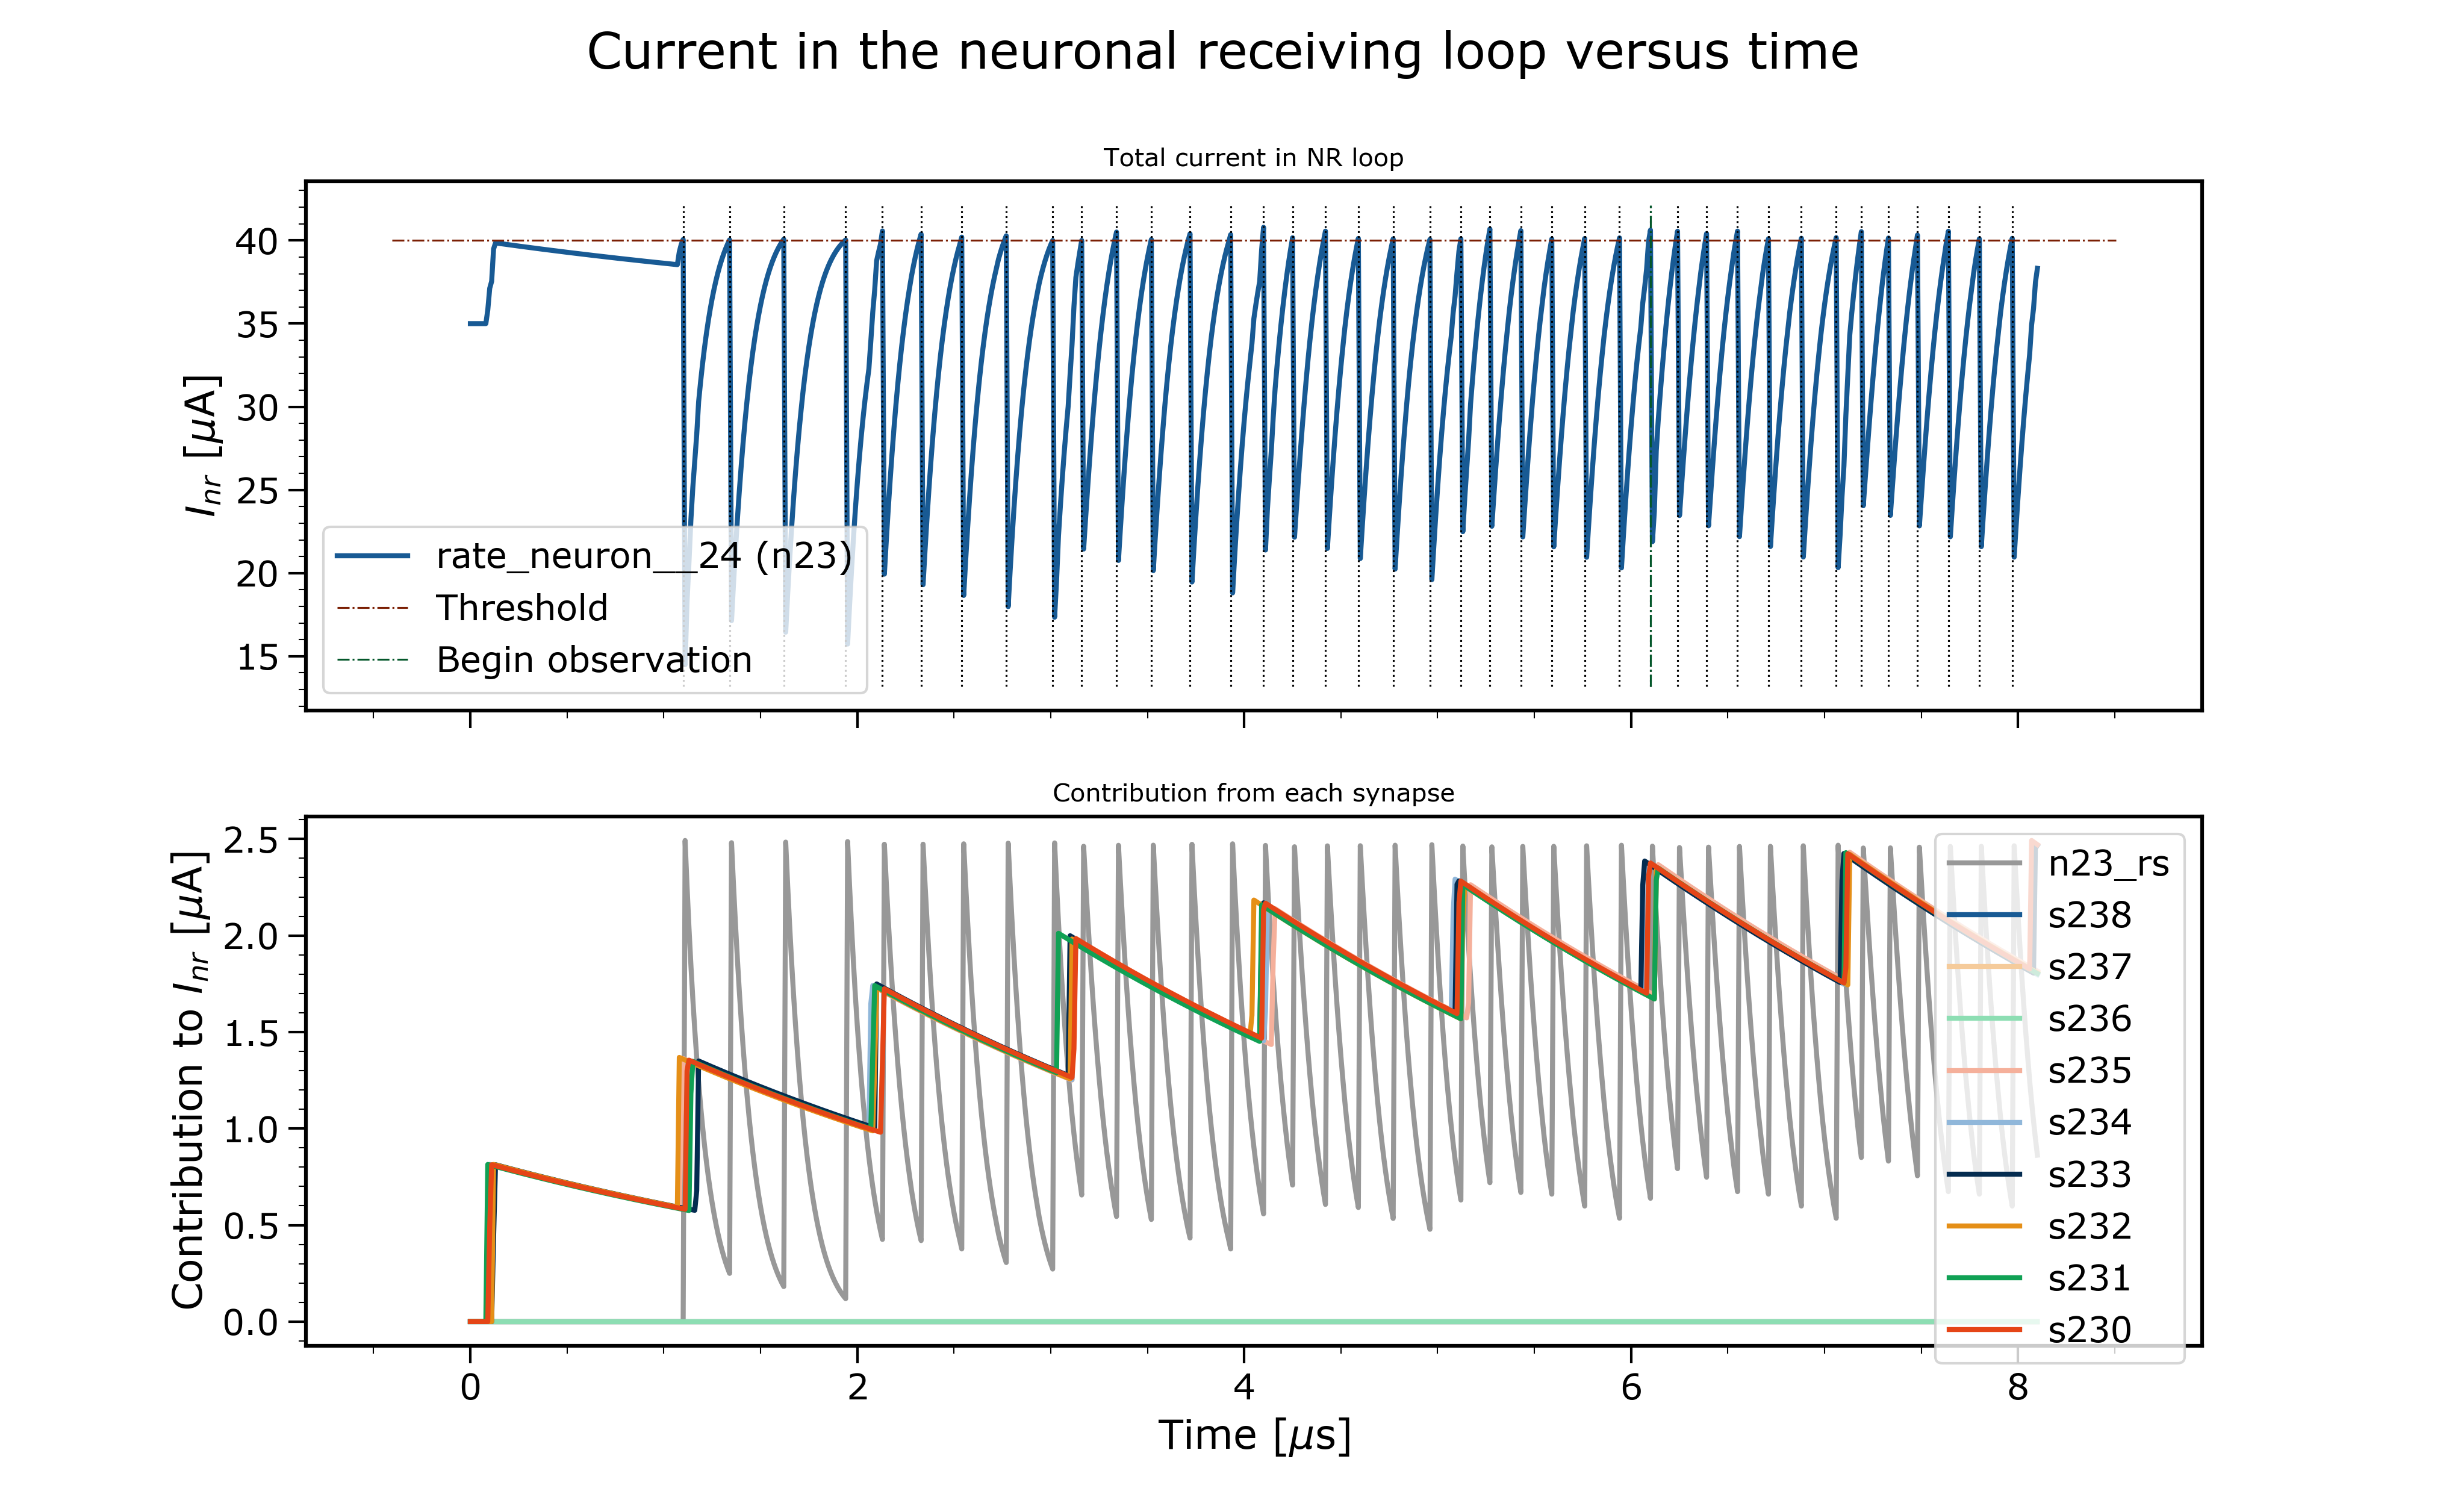 Current in the neuronal receiving loop versus time
Total current in NR loop
40
35
30
25
20
15
I_nr [μA]
rate_neuron__24 (n23)
Threshold
Begin observation
Contribution from each synapse
2.5
2.0
1.5
1.0
0.5
0.0
Contribution to I_nr [μA]
n23_rs
s238
s237
s236
s235
s234
s233
s232
s231
s230
0 2 4 6 8
Time [μs]